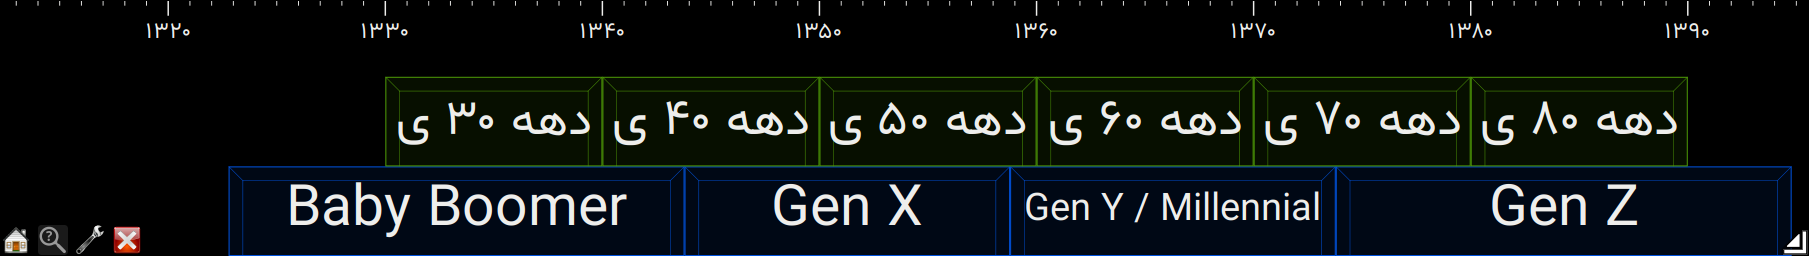 ۱۳۲۰ ۱۳۳۰ ۱۳۴۰ ۱۳۵۰ ۱۳۶۰ ۱۳۷۰ ۱۳۸۰ ۱۳۹۰
دهه ۳۰ ی دهه ۴۰ ی دهه ۵۰ ی دهه ۶۰ ی دهه ۷۰ ی دهه ۸۰ ی
Baby Boomer Gen X Gen Y / Millennial Gen Z